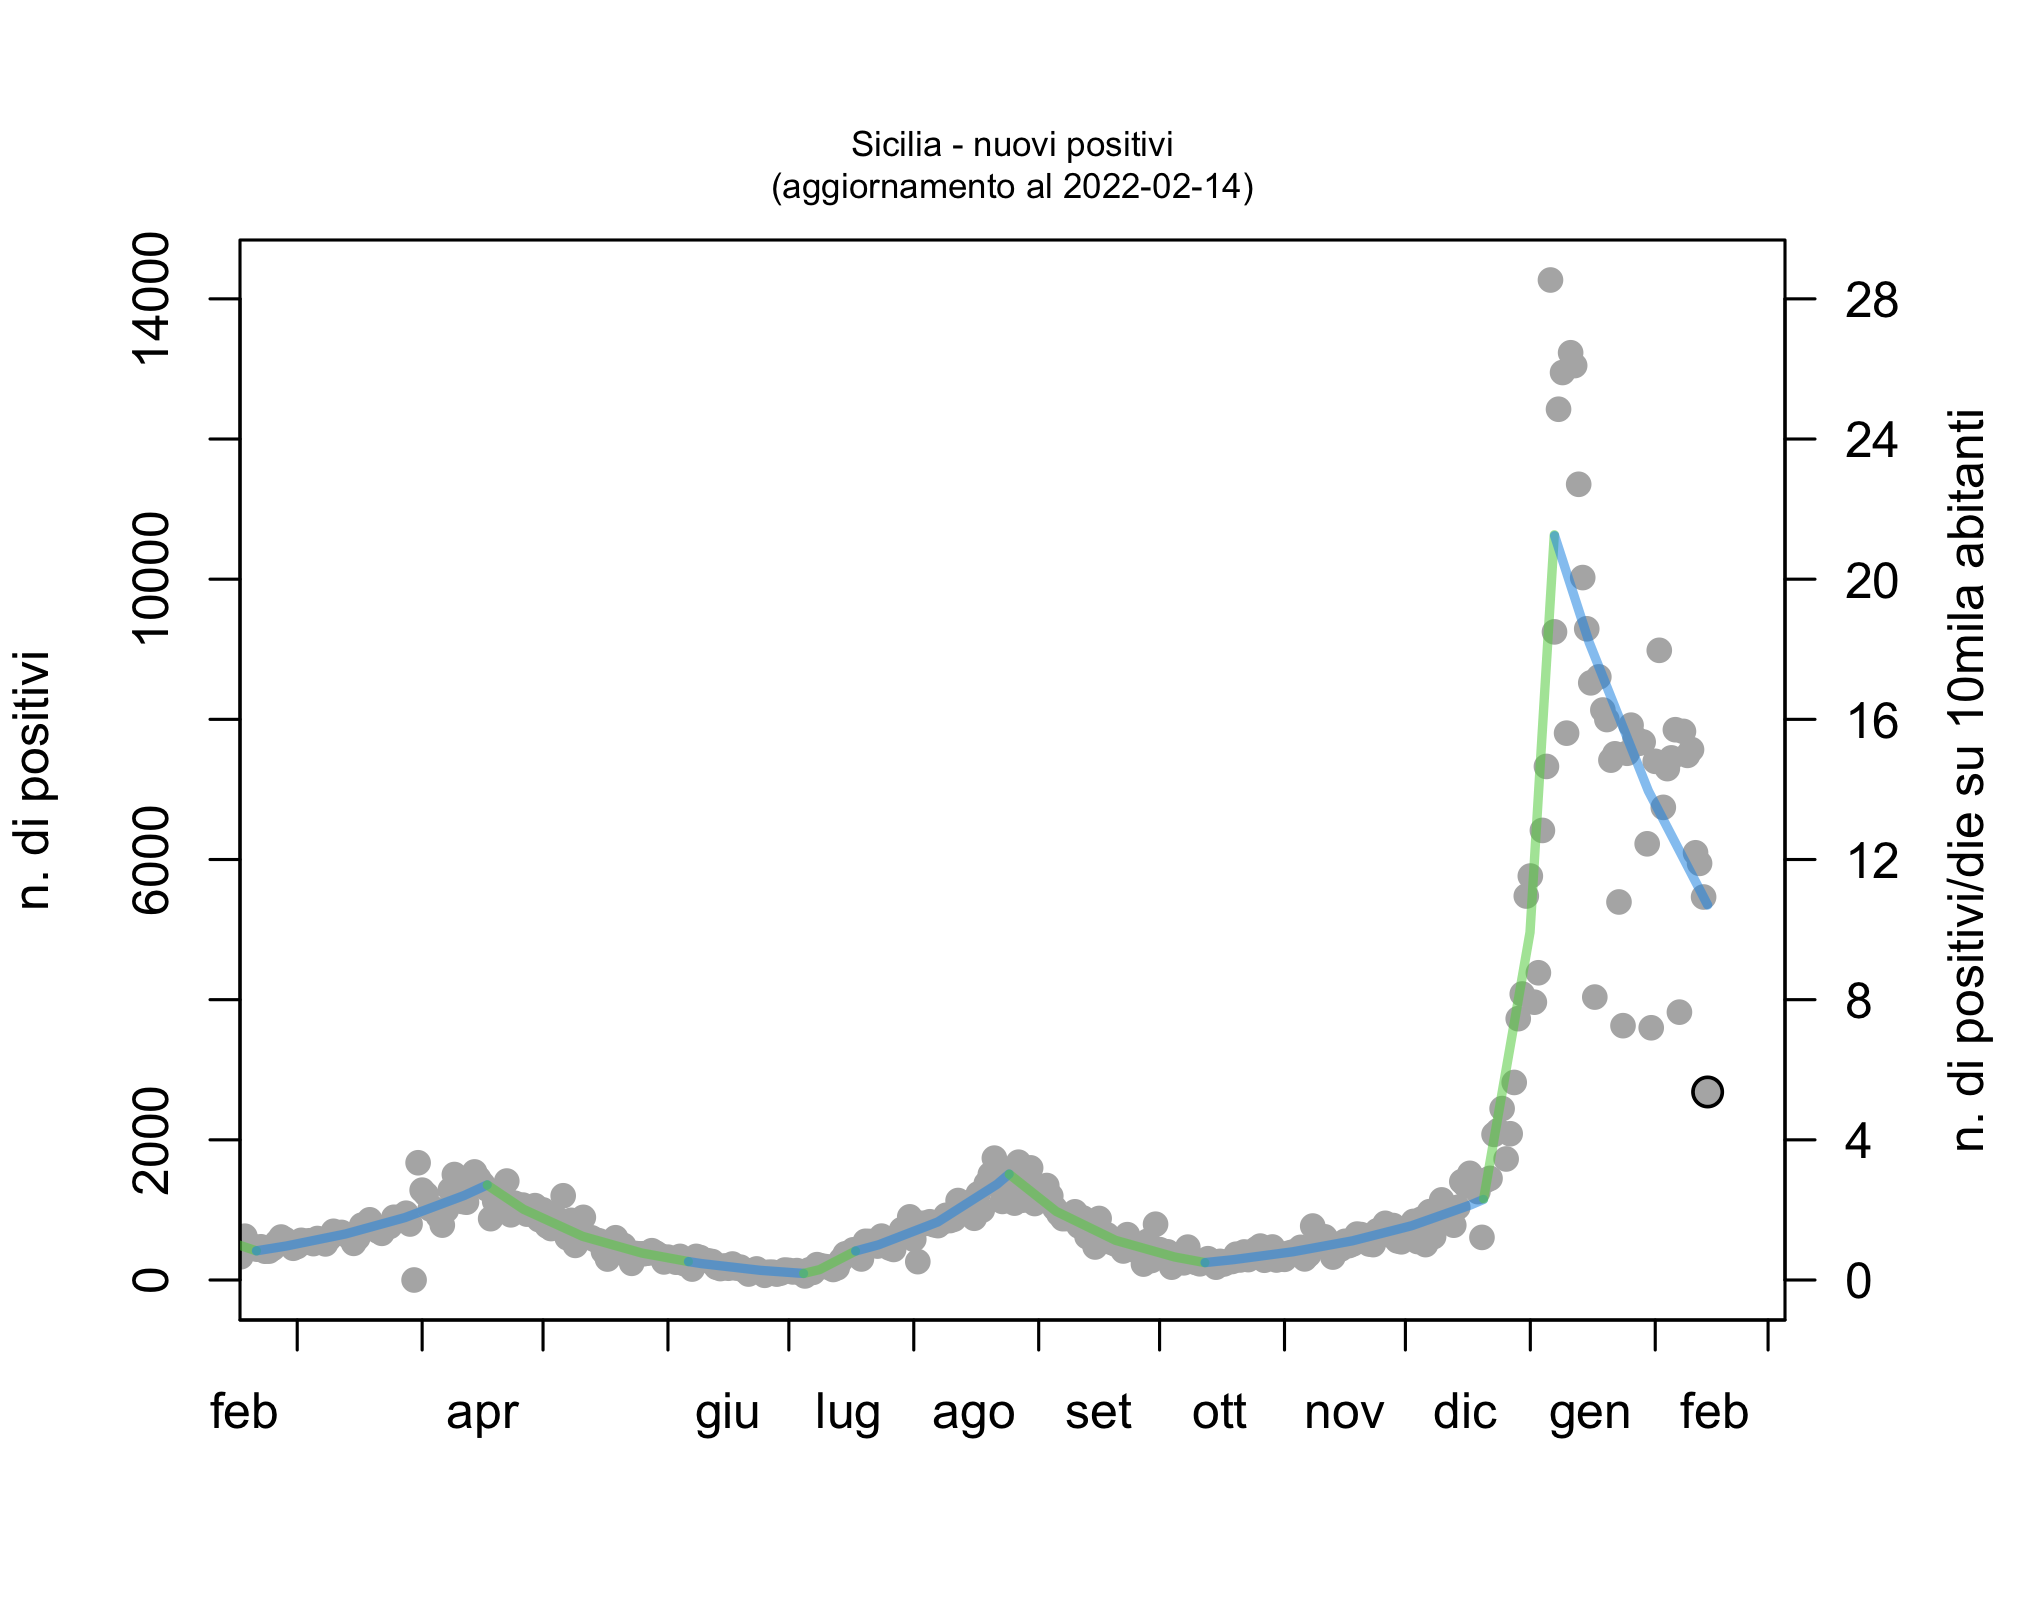 Sicilia - nuovi positivi
(aggiornamento al 2022-02-14)
n. di positivi
14000
10000
6000
2000
0
28
24
20
16
12
8
4
0
n. di positivi/die su 10mila abitanti
feb apr giu lug ago set ott nov dic gen feb